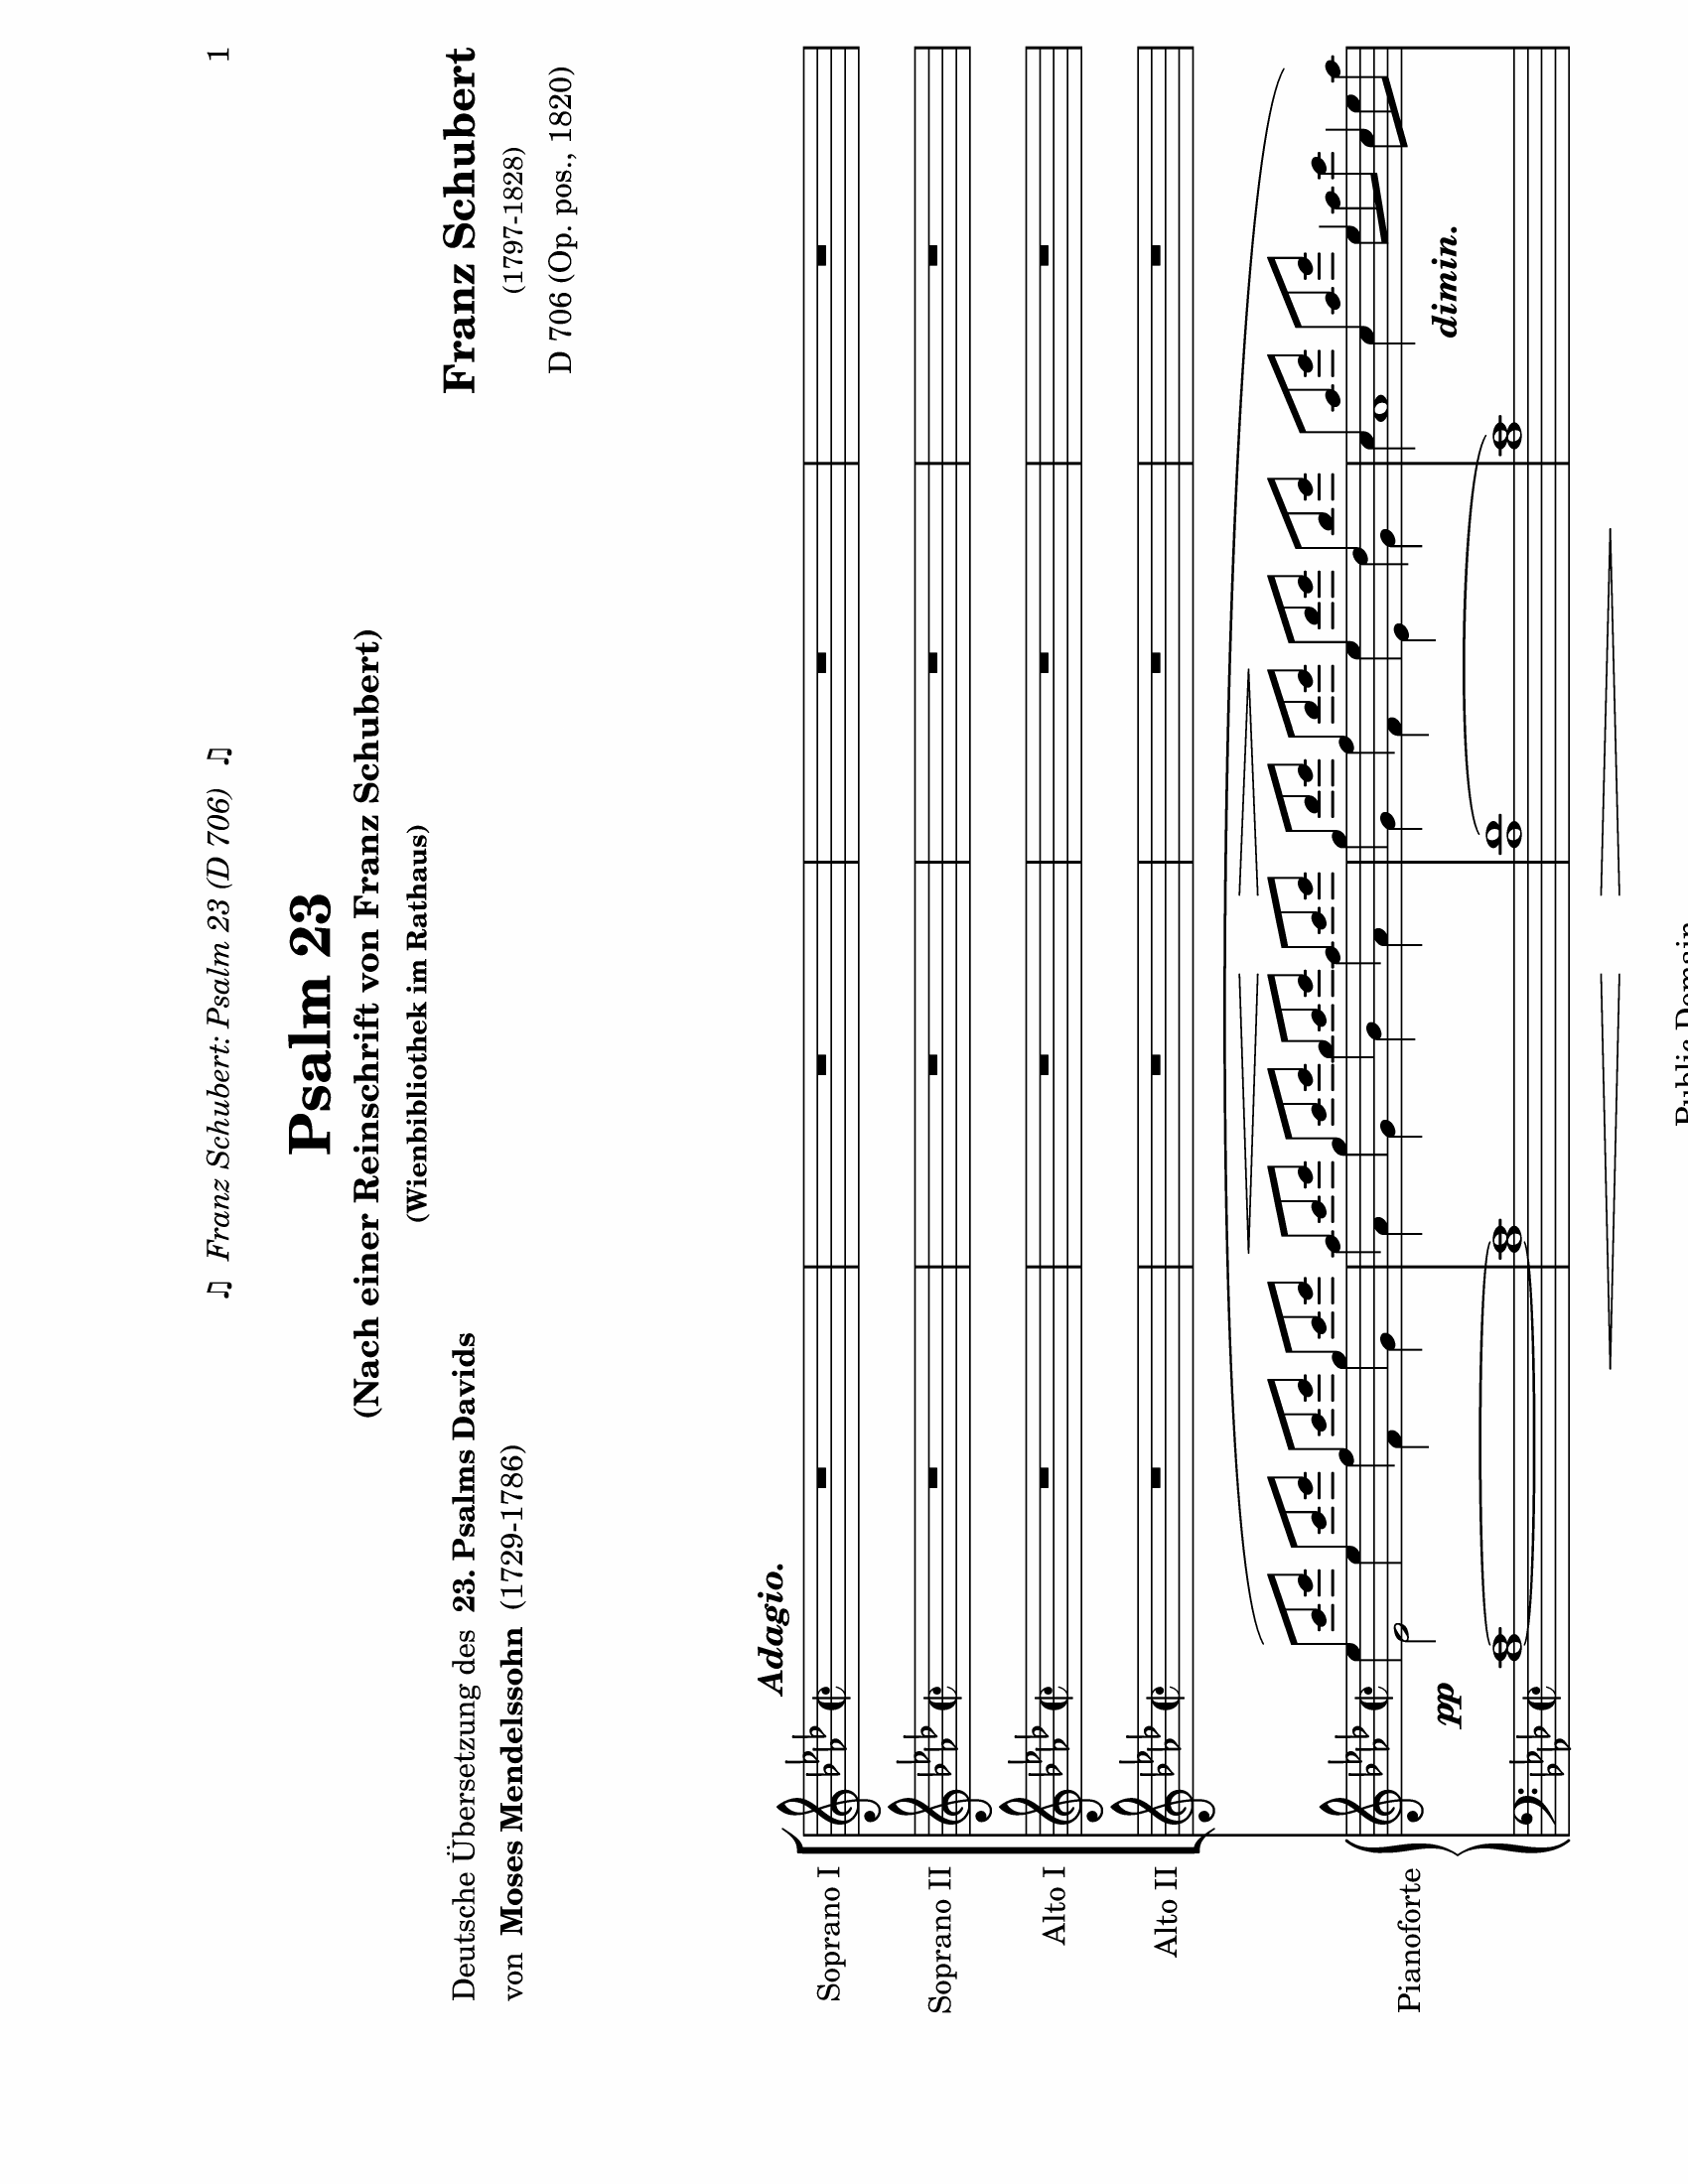 ♫ Franz Schubert: Psalm 23 (D 706) ♫
1
Psalm 23
(Nach einer Reinschrift von Franz Schubert)
(Wienbibliothek im Rathaus)
Deutsche Übersetzung des 23. Psalms Davids
Franz Schubert
von Moses Mendelssohn (1729-1786)
(1797-1828)
D 706 (Op. pos., 1820)
Adagio.
Soprano I
Soprano II
Alto I
Alto II
Pianoforte
pp
dimin.
Public Domain